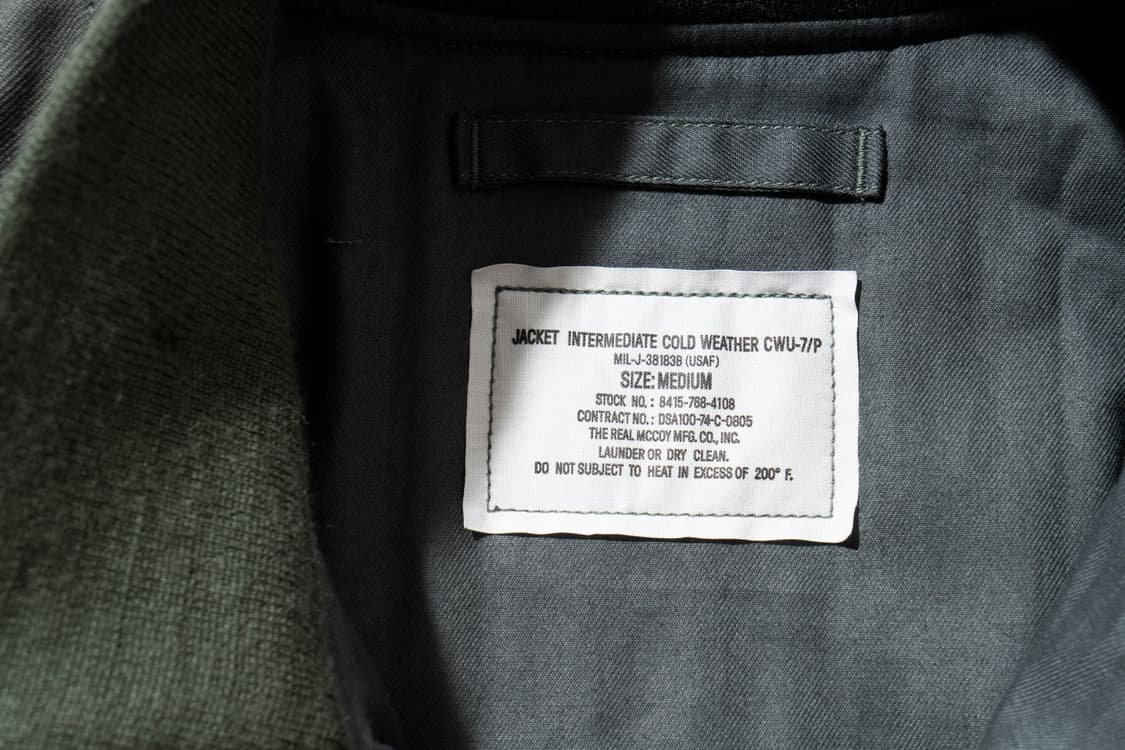 JACKET INTERMEDIATE COLD WEATHER CWU-7/P
MIL-J-38183B (USAF)
SIZE: MEDIUM
STOCK NO. : 8415-768-4108
CONTRACT NO. : DSA100-74-C-0805
THE REAL MCCOY MFG. CO., INC.
LAUNDER OR DRY CLEAN.
DO NOT SUBJECT TO HEAT IN EXCESS OF 200° F.